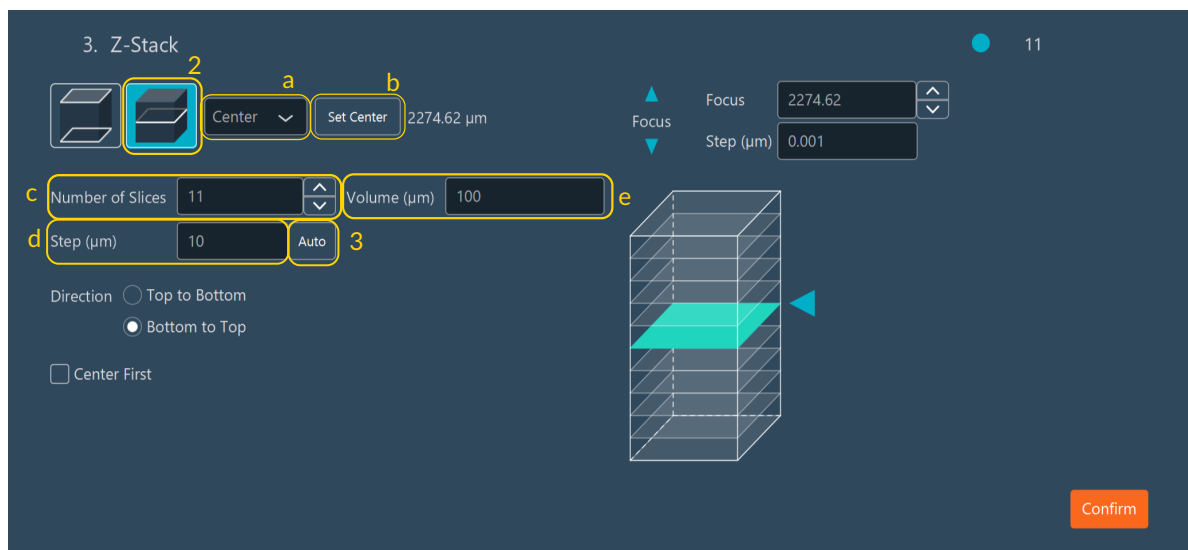 3. Z-Stack
11
2
a
b
Center
Set Center
2274.62 µm
Focus
Focus
2274.62
Step (µm)
0.001
c
Number of Slices
11
Volume (µm)
100
e
d
Step (µm)
10
Auto
3
Direction
Top to Bottom
Bottom to Top
Center First
Confirm